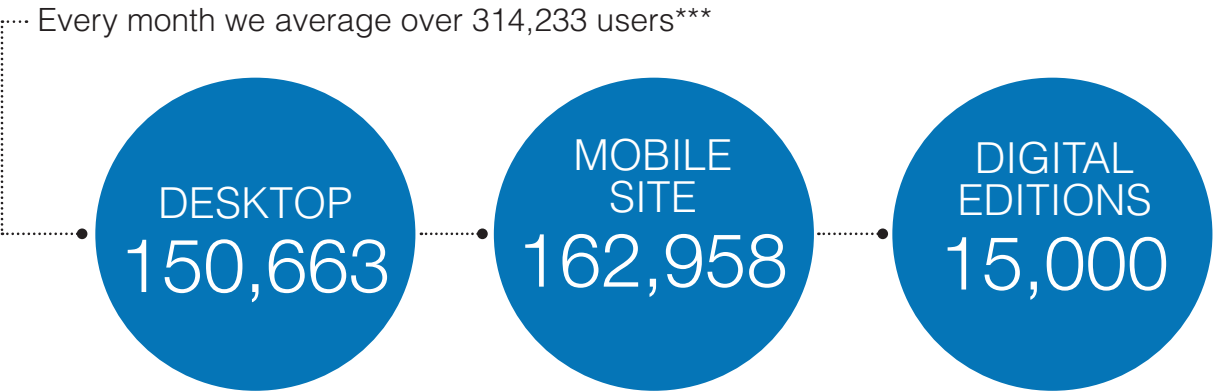 Every month we average over 314,233 users***
DESKTOP
150,663
MOBILE
SITE
162,958
DIGITAL
EDITIONS
15,000